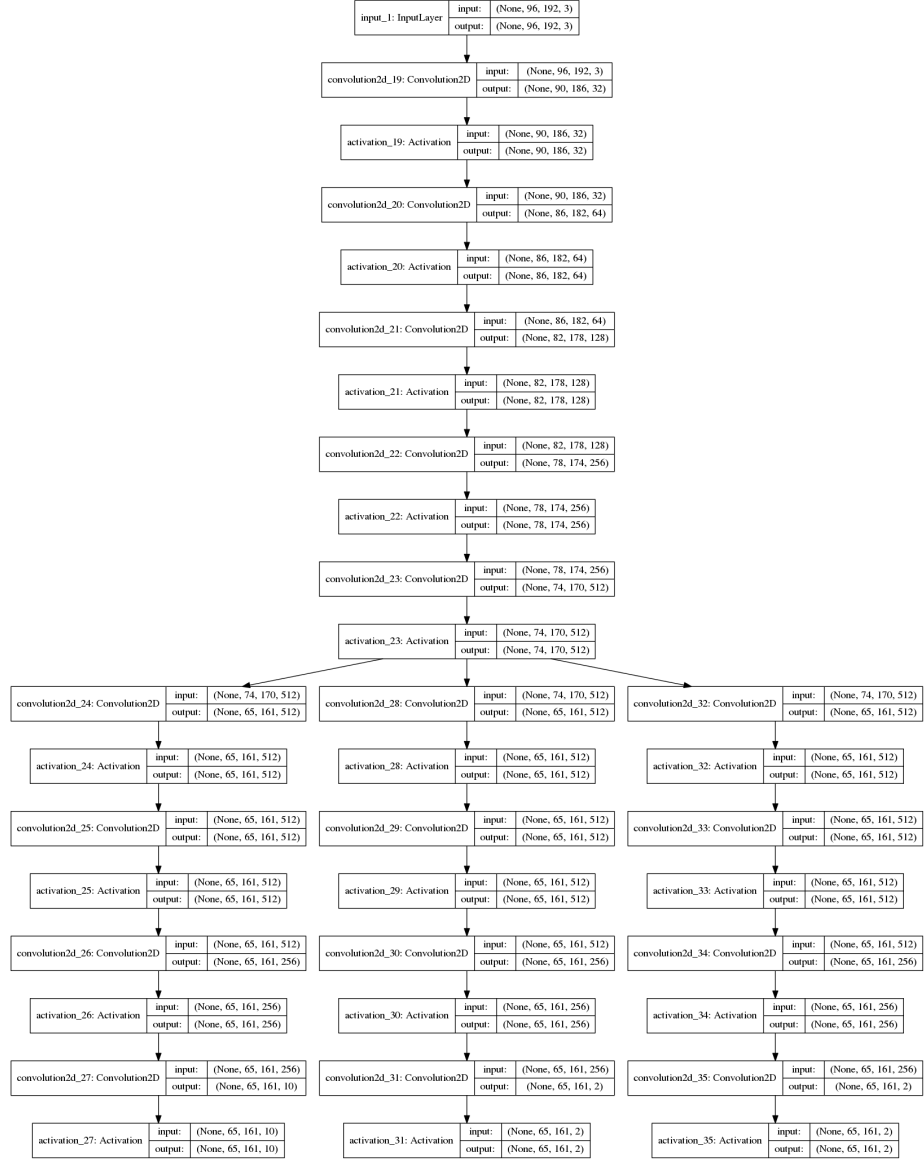 input_1: InputLayer
input: (None, 96, 192, 3)
output: (None, 96, 192, 3)
convolution2d_19: Convolution2D
input: (None, 96, 192, 3)
output: (None, 90, 186, 32)
activation_19: Activation
input: (None, 90, 186, 32)
output: (None, 90, 186, 32)
convolution2d_20: Convolution2D
input: (None, 90, 186, 32)
output: (None, 86, 182, 64)
activation_20: Activation
input: (None, 86, 182, 64)
output: (None, 86, 182, 64)
convolution2d_21: Convolution2D
input: (None, 86, 182, 64)
output: (None, 82, 178, 128)
activation_21: Activation
input: (None, 82, 178, 128)
output: (None, 82, 178, 128)
convolution2d_22: Convolution2D
input: (None, 82, 178, 128)
output: (None, 78, 174, 256)
activation_22: Activation
input: (None, 78, 174, 256)
output: (None, 78, 174, 256)
convolution2d_23: Convolution2D
input: (None, 78, 174, 256)
output: (None, 74, 170, 512)
activation_23: Activation
input: (None, 74, 170, 512)
output: (None, 74, 170, 512)
convolution2d_24: Convolution2D
input: (None, 74, 170, 512)
output: (None, 65, 161, 512)
convolution2d_28: Convolution2D
input: (None, 74, 170, 512)
output: (None, 65, 161, 512)
convolution2d_32: Convolution2D
input: (None, 74, 170, 512)
output: (None, 65, 161, 512)
activation_24: Activation
input: (None, 65, 161, 512)
output: (None, 65, 161, 512)
activation_28: Activation
input: (None, 65, 161, 512)
output: (None, 65, 161, 512)
activation_32: Activation
input: (None, 65, 161, 512)
output: (None, 65, 161, 512)
convolution2d_25: Convolution2D
input: (None, 65, 161, 512)
output: (None, 65, 161, 512)
convolution2d_29: Convolution2D
input: (None, 65, 161, 512)
output: (None, 65, 161, 512)
convolution2d_33: Convolution2D
input: (None, 65, 161, 512)
output: (None, 65, 161, 512)
activation_25: Activation
input: (None, 65, 161, 512)
output: (None, 65, 161, 512)
activation_29: Activation
input: (None, 65, 161, 512)
output: (None, 65, 161, 512)
activation_33: Activation
input: (None, 65, 161, 512)
output: (None, 65, 161, 512)
convolution2d_26: Convolution2D
input: (None, 65, 161, 512)
output: (None, 65, 161, 256)
convolution2d_30: Convolution2D
input: (None, 65, 161, 512)
output: (None, 65, 161, 256)
convolution2d_34: Convolution2D
input: (None, 65, 161, 512)
output: (None, 65, 161, 256)
activation_26: Activation
input: (None, 65, 161, 256)
output: (None, 65, 161, 256)
activation_30: Activation
input: (None, 65, 161, 256)
output: (None, 65, 161, 256)
activation_34: Activation
input: (None, 65, 161, 256)
output: (None, 65, 161, 256)
convolution2d_27: Convolution2D
input: (None, 65, 161, 256)
output: (None, 65, 161, 10)
convolution2d_31: Convolution2D
input: (None, 65, 161, 256)
output: (None, 65, 161, 2)
convolution2d_35: Convolution2D
input: (None, 65, 161, 256)
output: (None, 65, 161, 2)
activation_27: Activation
input: (None, 65, 161, 10)
output: (None, 65, 161, 10)
activation_31: Activation
input: (None, 65, 161, 2)
output: (None, 65, 161, 2)
activation_35: Activation
input: (None, 65, 161, 2)
output: (None, 65, 161, 2)